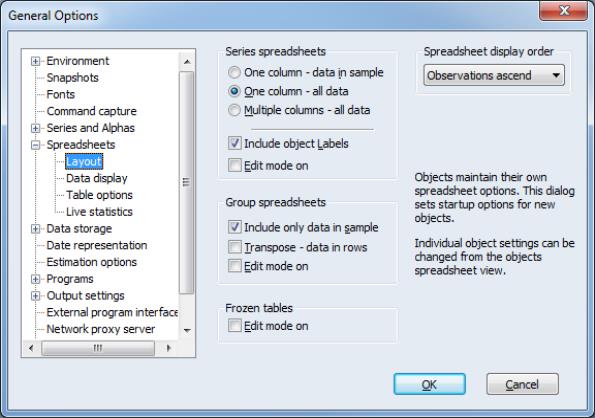 General Options
Environment
Snapshots
Fonts
Command capture
Series and Alphas
Spreadsheets
Layout
Data display
Table options
Live statistics
Data storage
Date representation
Estimation options
Programs
Output settings
External program interface
Network proxy server
Series spreadsheets
One column - data in sample
One column - all data
Multiple columns - all data
Include object Labels
Edit mode on
Group spreadsheets
Include only data in sample
Transpose - data in rows
Edit mode on
Frozen tables
Edit mode on
Spreadsheet display order
Observations ascend
Objects maintain their own
spreadsheet options. This dialog
sets startup options for new
objects.
Individual object settings can be
changed from the objects
spreadsheet view.
OK
Cancel